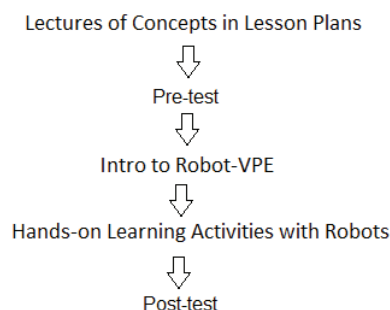 Lectures of Concepts in Lesson Plans
Pre-test
Intro to Robot-VPE
Hands-on Learning Activities with Robots
Post-test